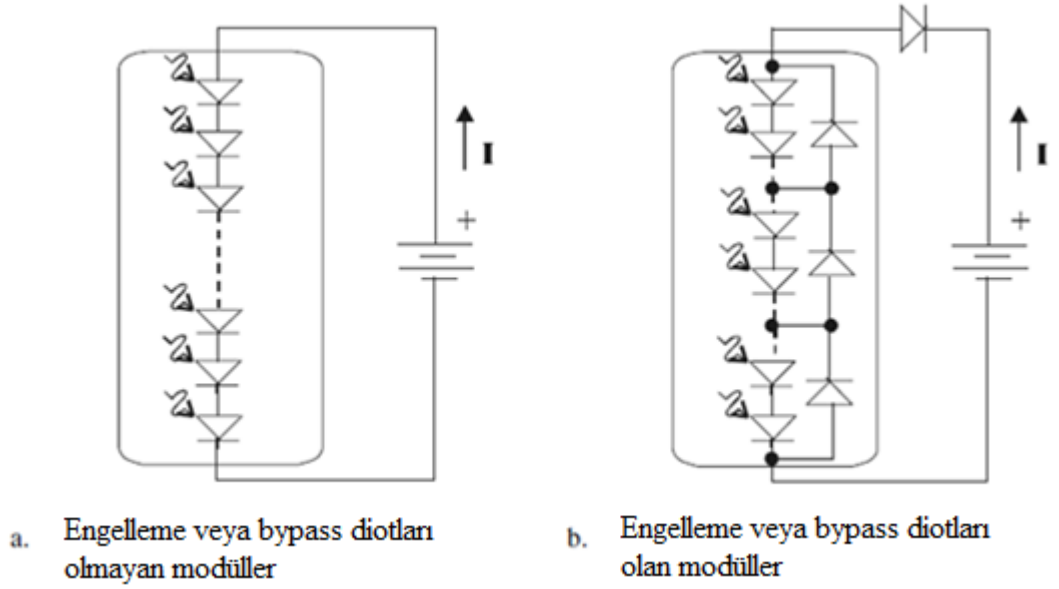 I
+
I
+
a. Engelleme veya bypass diotları
olmayan modüller
b. Engelleme veya bypass diotları
olan modüller